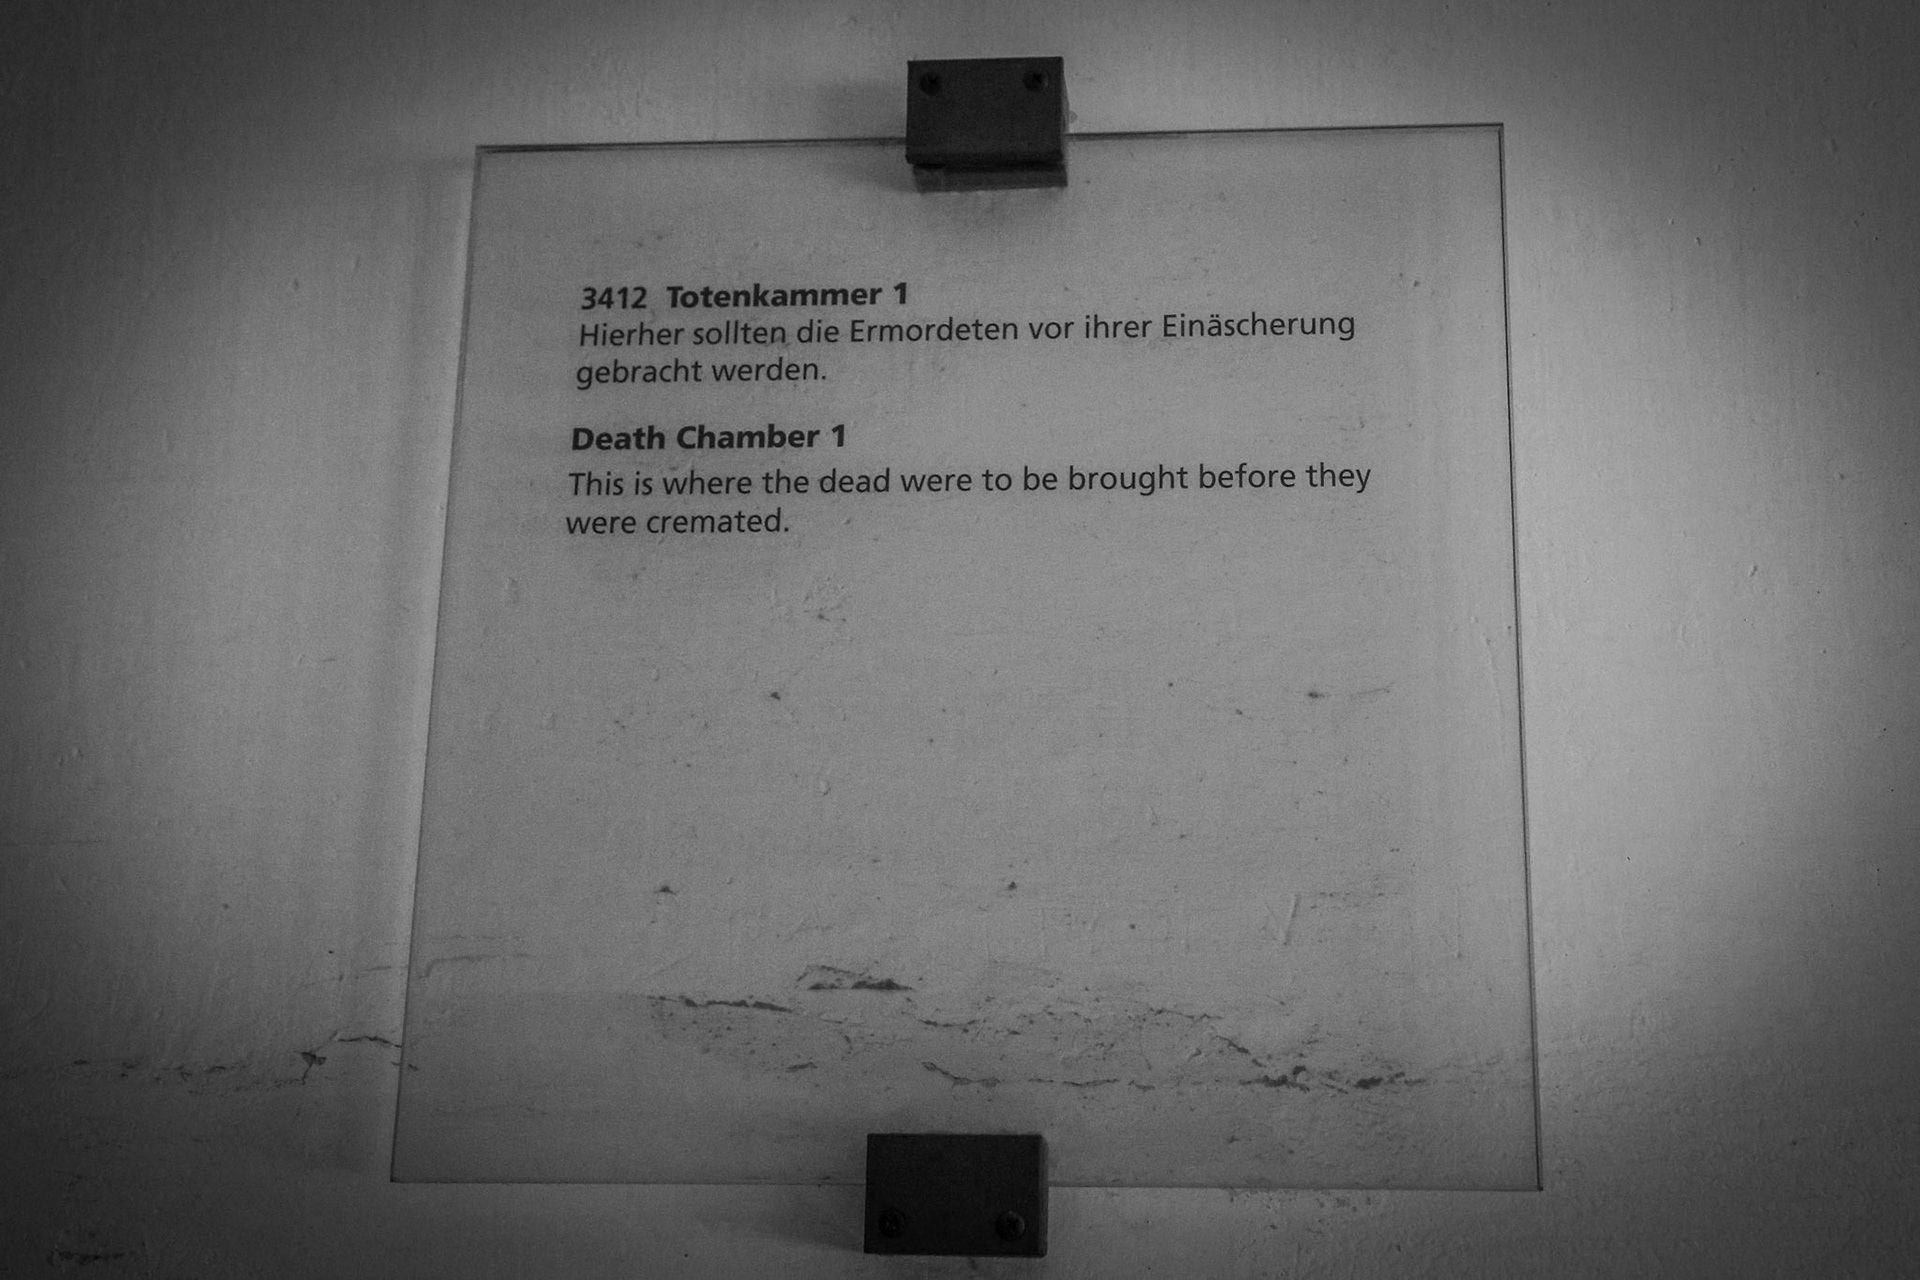 3412 Totenkammer 1
Hierher sollten die Ermordeten vor ihrer Einäscherung
gebracht werden.
Death Chamber 1
This is where the dead were to be brought before they
were cremated.